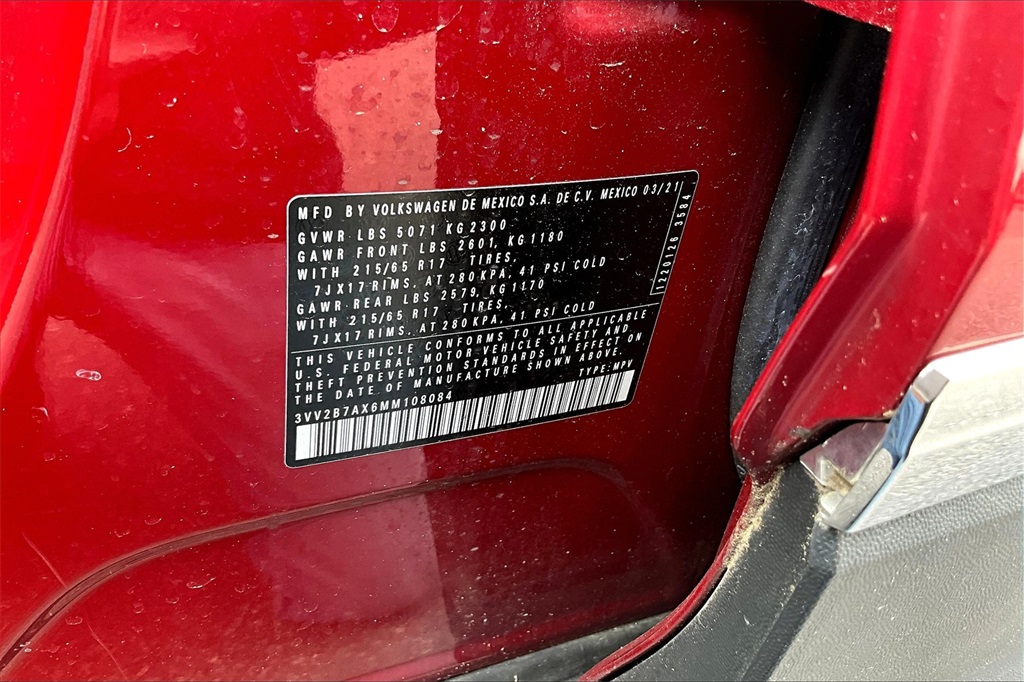 MFD BY VOLKSWAGEN DE MEXICO S.A. DE C.V. MEXICO 03/21
GVWR LBS 5071 KG 2300
GAWR FRONT LBS 2601, KG 1180
WITH 215/65 R17 TIRES,
7JX17 RIMS, AT 280 KPA, 41 PSI COLD
GAWR REAR LBS 2579, KG 1170
WITH 215/65 R17 TIRES,
7JX17 RIMS, AT 280 KPA, 41 PSI COLD
1220126 3584
THIS VEHICLE CONFORMS TO ALL APPLICABLE
U.S. FEDERAL MOTOR VEHICLE SAFETY AND
THEFT PREVENTION STANDARDS IN EFFECT ON
THE DATE OF MANUFACTURE SHOWN ABOVE.
3VV2B7AX6MM108084 TYPE: MPV